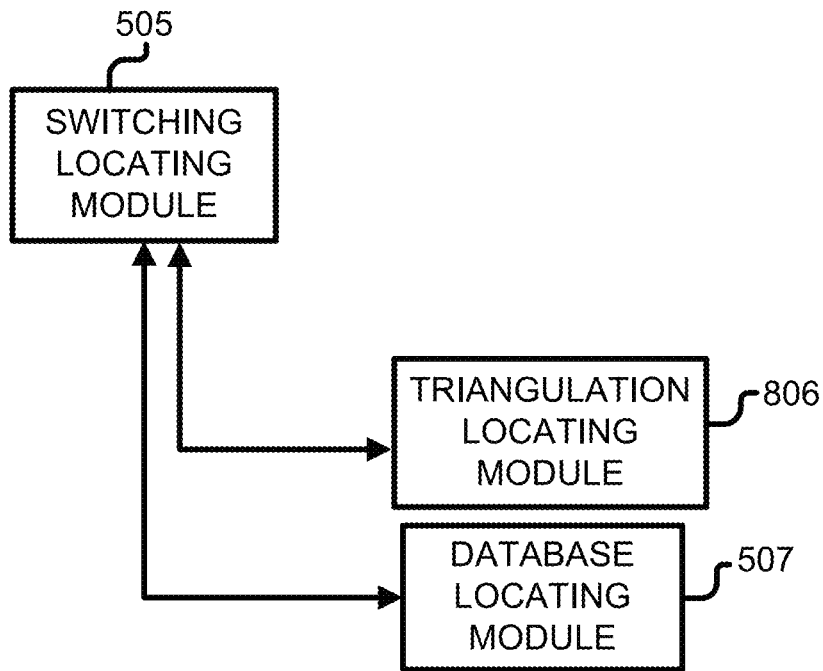 505
SWITCHING
LOCATING
MODULE
TRIANGULATION
LOCATING
MODULE
806
DATABASE
LOCATING
MODULE
507